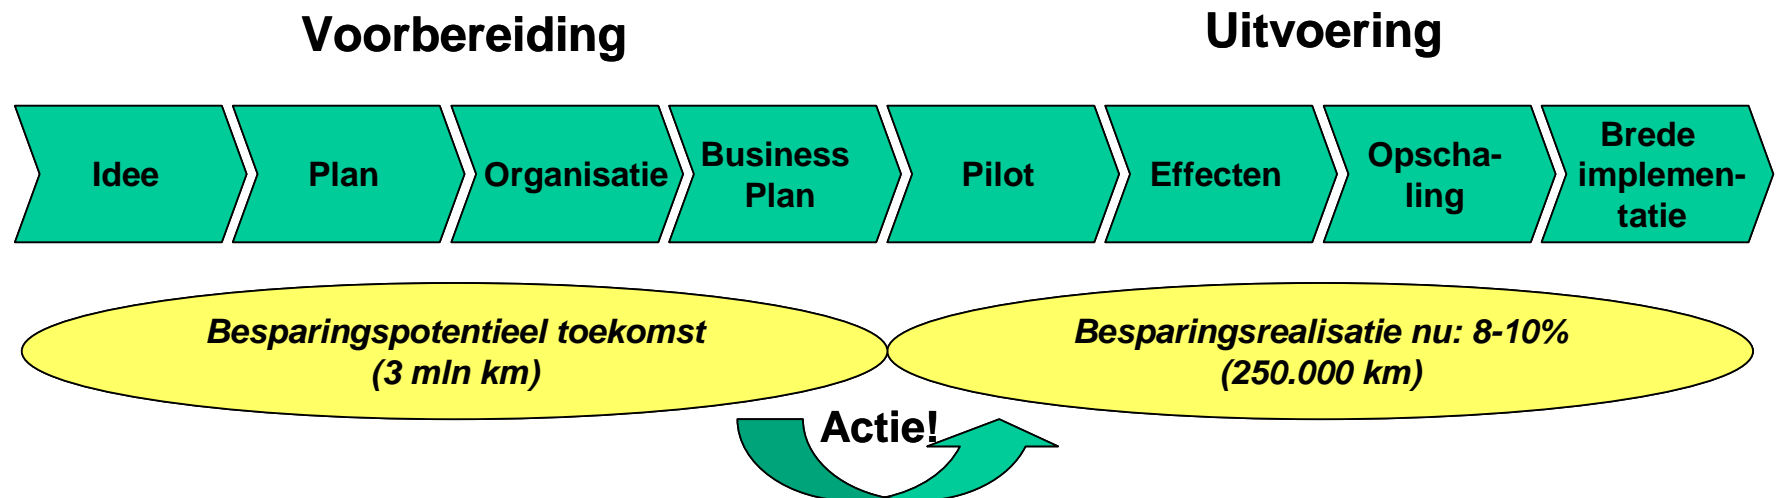 Voorbereiding
Uitvoering
Idee
Plan
Organisatie
Business
Plan
Pilot
Effecten
Opscha-
ling
Brede
implemen-
tatie
Besparingspotentieel toekomst
(3 mln km)
Besparingsrealisatie nu: 8-10%
(250.000 km)
Actie!